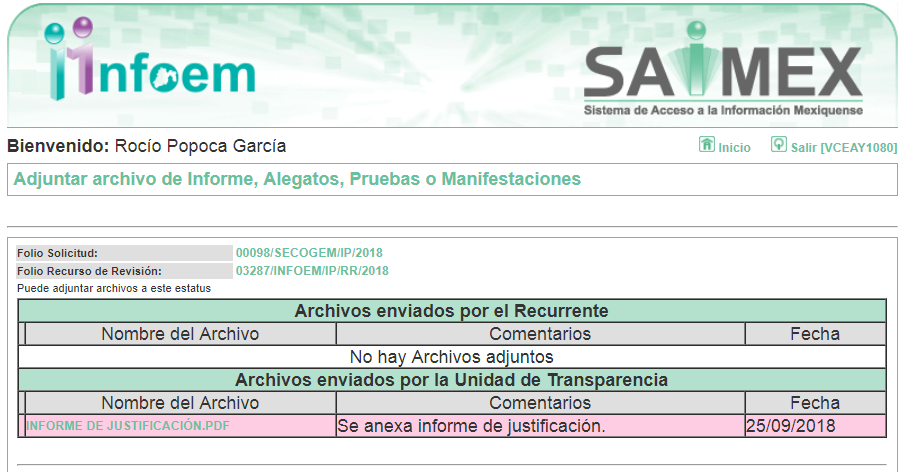 infoem
SAIMEX
Sistema de Acceso a la Información Mexiquense
Bienvenido: Rocío Popoca García
Inicio Salir [VCEAY1080]
Adjuntar archivo de Informe, Alegatos, Pruebas o Manifestaciones
Folio Solicitud: 00098/SECOGEM/IP/2018
Folio Recurso de Revisión: 03287/INFOEM/IP/RR/2018
Puede adjuntar archivos a este estatus
Archivos enviados por el Recurrente
Nombre del Archivo Comentarios Fecha
No hay Archivos adjuntos
Archivos enviados por la Unidad de Transparencia
Nombre del Archivo Comentarios Fecha
INFORME DE JUSTIFICACIÓN.PDF Se anexa informe de justificación. 25/09/2018